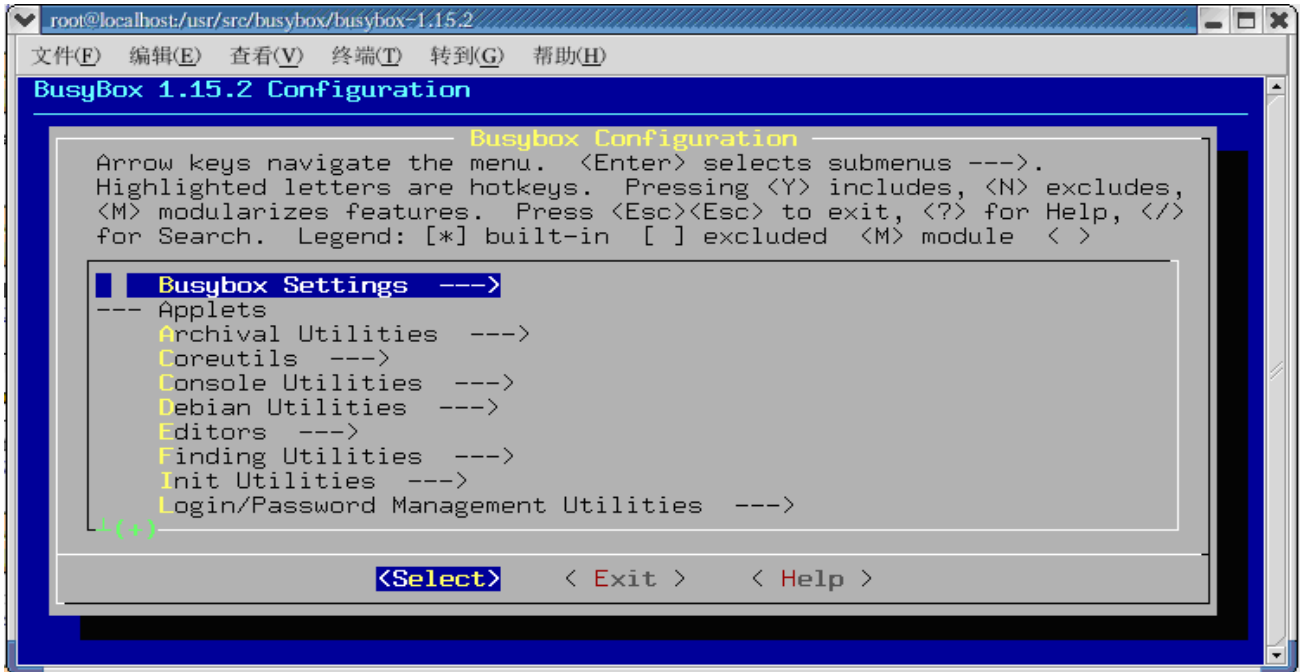 root@localhost:/usr/src/busybox/busybox-1.15.2
文件(F) 编辑(E) 查看(V) 终端(T) 转到(G) 帮助(H)
BusyBox 1.15.2 Configuration
Busybox Configuration
Arrow keys navigate the menu.  <Enter> selects submenus --->.
Highlighted letters are hotkeys.  Pressing <Y> includes, <N> excludes,
<M> modularizes features.  Press <Esc><Esc> to exit, <?> for Help, </>
for Search.  Legend: [*] built-in  [ ] excluded  <M> module  < >
Busybox Settings  --->
--- Applets
Archival Utilities  --->
Coreutils  --->
Console Utilities  --->
Debian Utilities  --->
Editors  --->
Finding Utilities  --->
Init Utilities  --->
Login/Password Management Utilities  --->
┴(+)
<Select>    < Exit >    < Help >